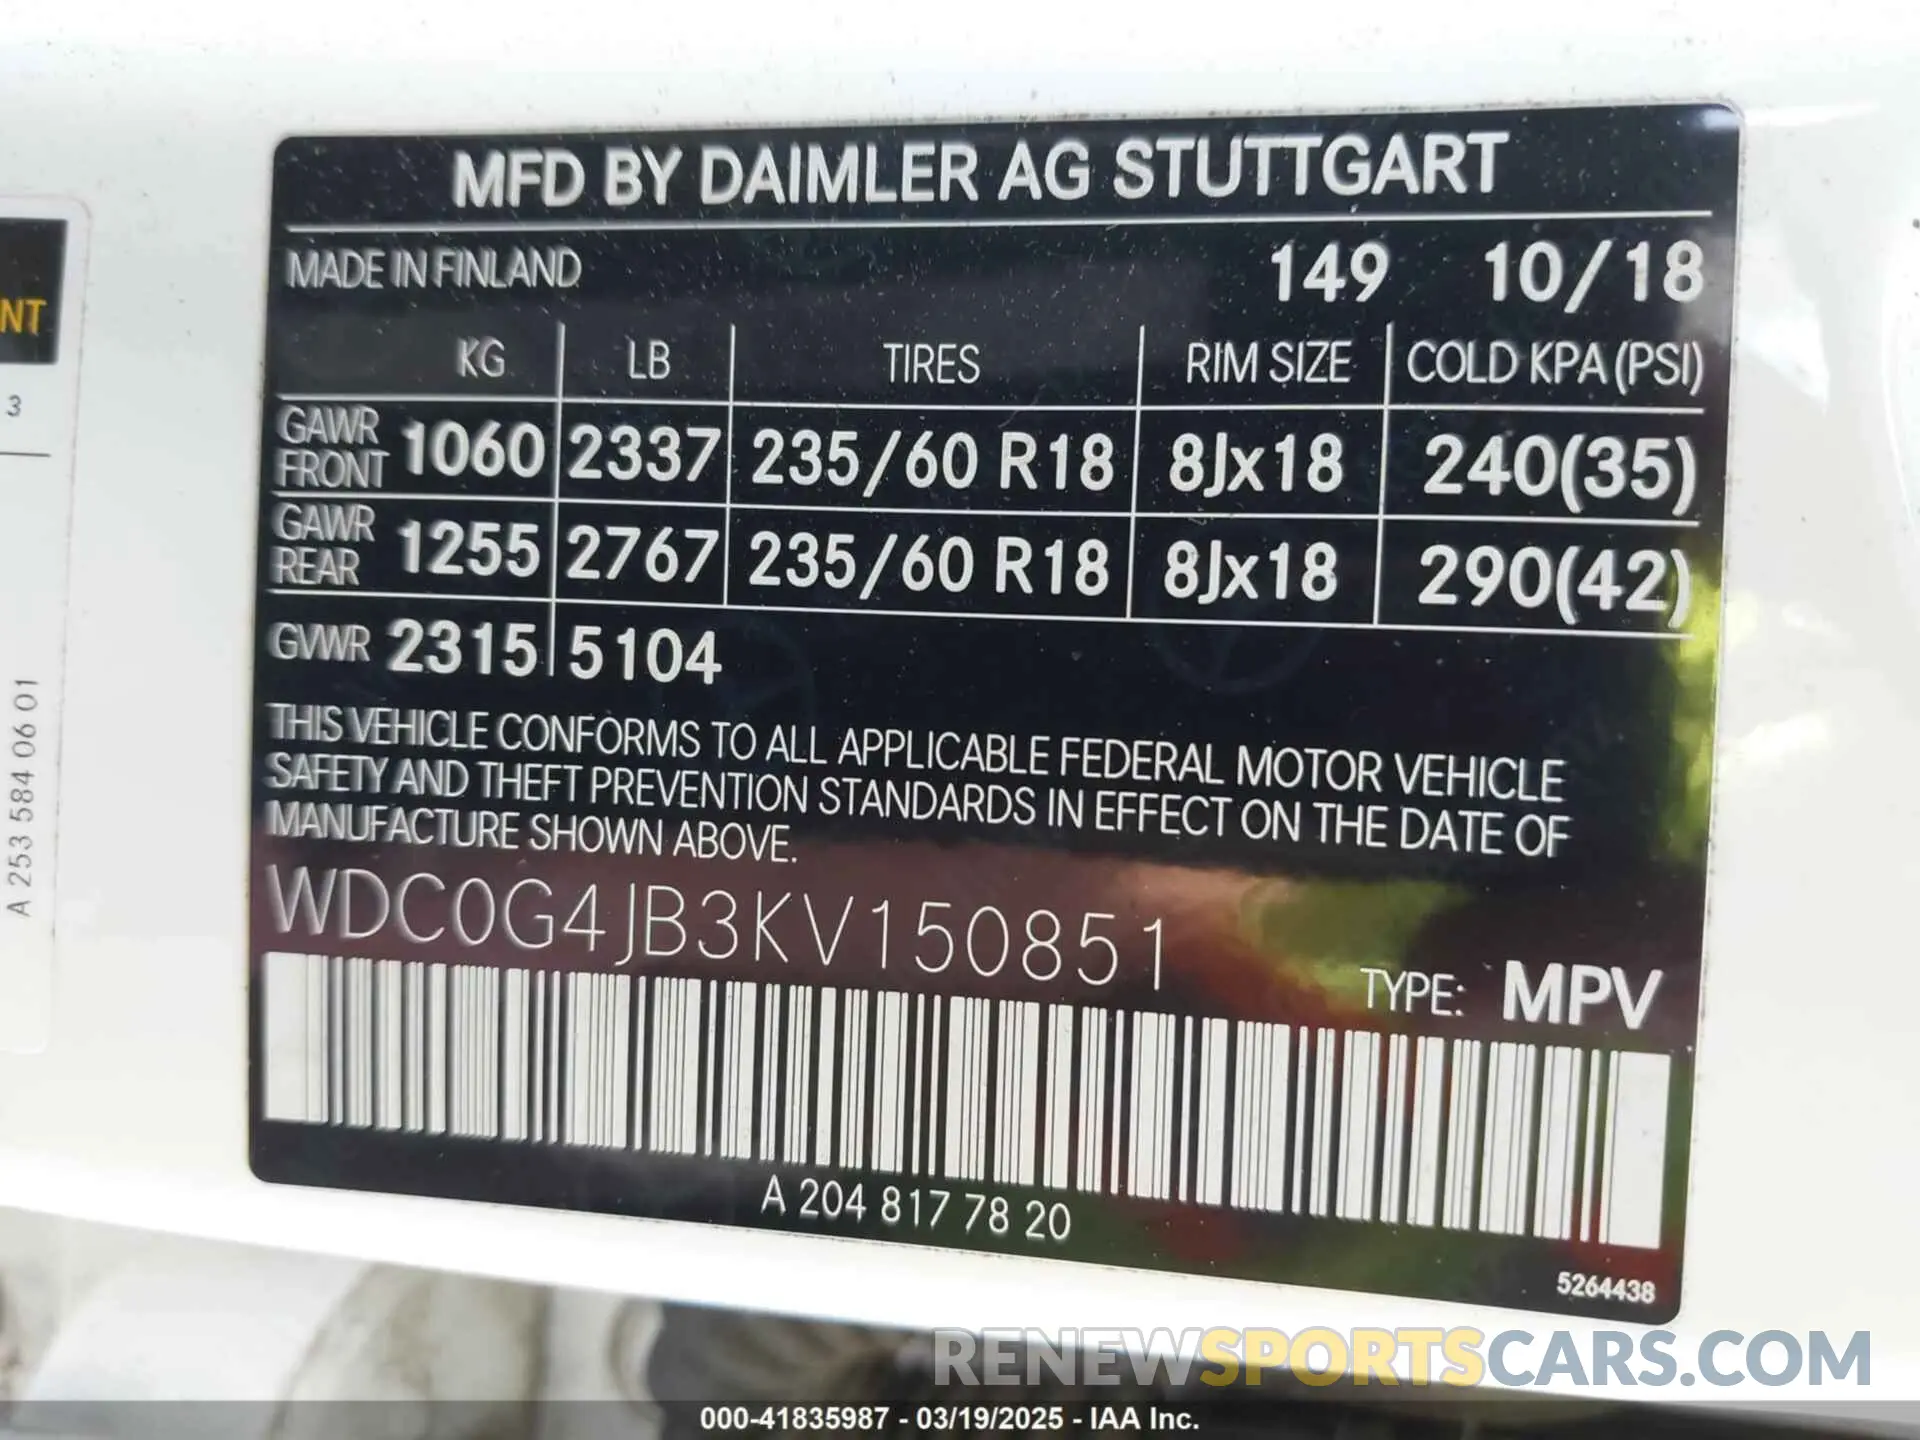 MFD BY DAIMLER AG STUTTGART
MADE IN FINLAND 149 10/18
KG LB TIRES RIM SIZE COLD KPA (PSI)
GAWR FRONT 1060 2337 235/60 R18 8Jx18 240(35)
GAWR REAR 1255 2767 235/60 R18 8Jx18 290(42)
GVWR 2315 5104
THIS VEHICLE CONFORMS TO ALL APPLICABLE FEDERAL MOTOR VEHICLE
SAFETY AND THEFT PREVENTION STANDARDS IN EFFECT ON THE DATE OF
MANUFACTURE SHOWN ABOVE.
WDC0G4JB3KV150851
TYPE: MPV
A 204 817 78 20
5264438
NT
3
A 253 584 06 01
RENEWSPORTSCARS.COM
000-41835987 - 03/19/2025 - IAA Inc.